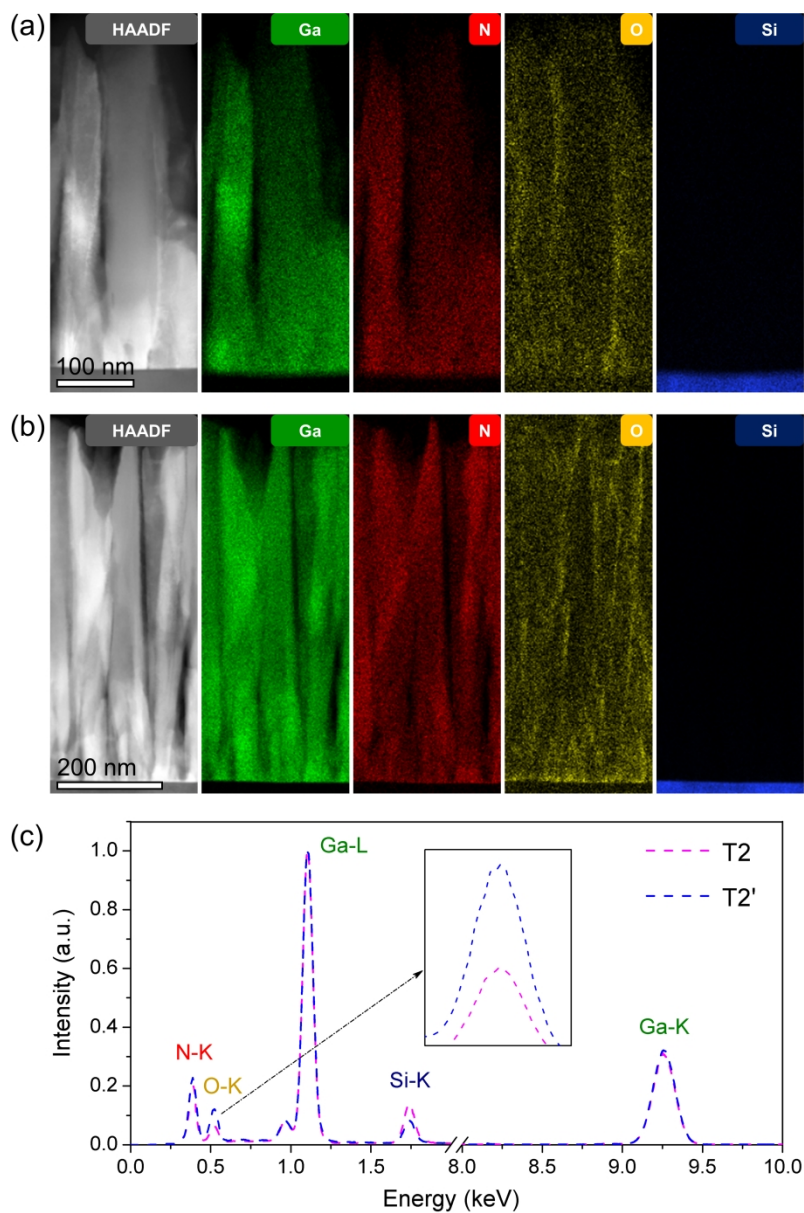 (a)
HAADF
Ga
N
O
Si
100 nm
(b)
HAADF
Ga
N
O
Si
200 nm
(c)
Ga-L
T2
T2'
N-K
O-K
Si-K
Ga-K
Intensity (a.u.)
1.0
0.8
0.6
0.4
0.2
0.0
0.0 0.5 1.0 1.5 8.0 8.5 9.0 9.5 10.0
Energy (keV)